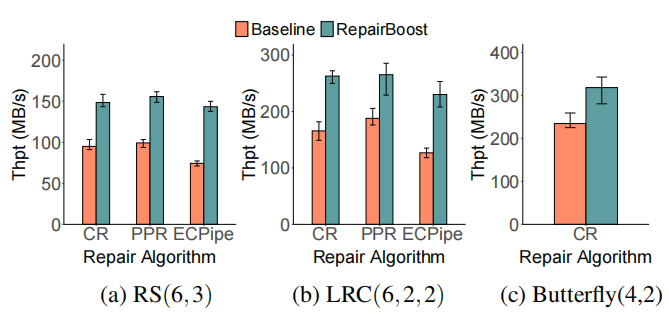 Baseline RepairBoost
Thpt (MB/s)
200
150
100
50
0
CR PPR ECPipe
Repair Algorithm
(a) RS(6,3)
Thpt (MB/s)
300
200
100
0
CR PPR ECPipe
Repair Algorithm
(b) LRC(6,2,2)
Thpt (MB/s)
400
300
200
100
0
CR
Repair Algorithm
(c) Butterfly(4,2)